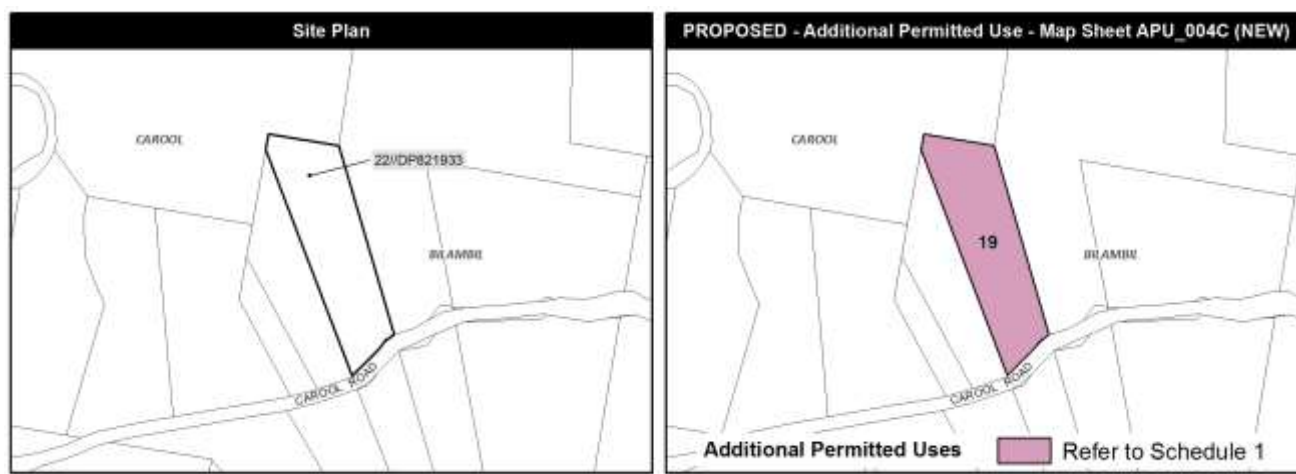 Site Plan
CAROOL
22//DP821933
BILAMBIL
CAROOL ROAD
PROPOSED - Additional Permitted Use - Map Sheet APU_004C (NEW)
CAROOL
19
BILAMBIL
CAROOL ROAD
Additional Permitted Uses
Refer to Schedule 1